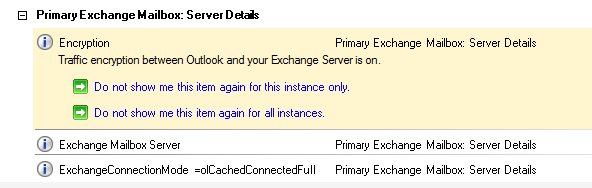 Primary Exchange Mailbox: Server Details
Encryption Primary Exchange Mailbox: Server Details
Traffic encryption between Outlook and your Exchange Server is on.
Do not show me this item again for this instance only.
Do not show me this item again for all instances.
Exchange Mailbox Server Primary Exchange Mailbox: Server Details
ExchangeConnectionMode =olCachedConnectedFull Primary Exchange Mailbox: Server Details